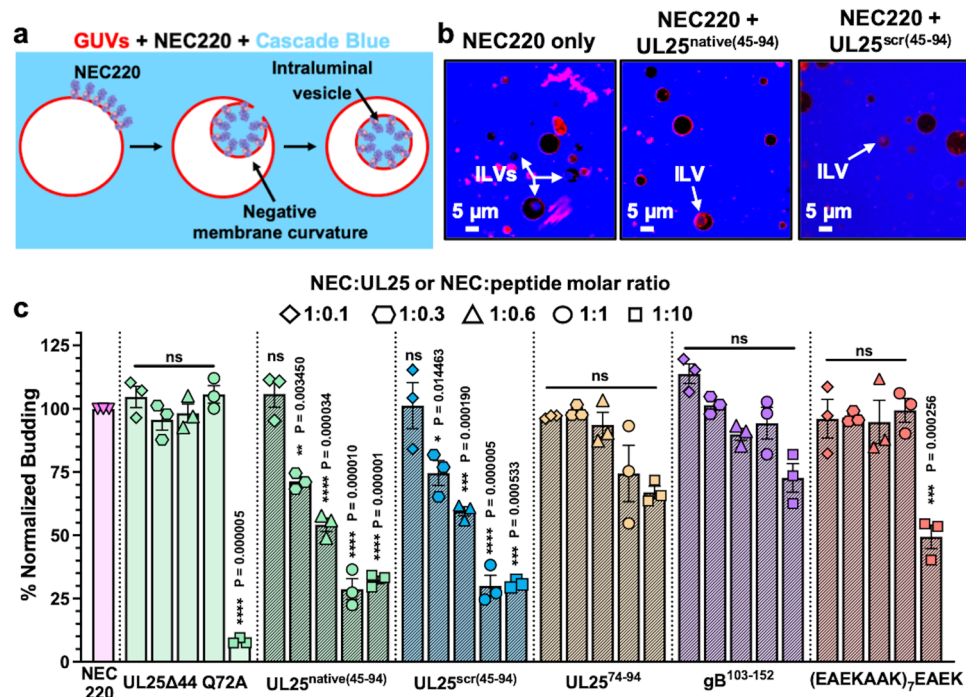 a
GUVs + NEC220 + Cascade Blue
NEC220
Intraluminal
vesicle
Negative
membrane curvature
b
NEC220 only
NEC220 +
UL25native(45-94)
NEC220 +
UL25scr(45-94)
ILVs
5 µm
ILV
5 µm
ILV
5 µm
NEC:UL25 or NEC:peptide molar ratio
1:0.1 1:0.3 1:0.6 1:1 1:10
c
% Normalized Budding
125
100
75
50
25
0
ns
**** P = 0.000005
ns
** P = 0.003450
**** P = 0.000034
**** P = 0.000010
**** P = 0.000001
ns
* P = 0.014463
*** P = 0.000190
**** P = 0.000005
*** P = 0.000533
ns
ns
ns
*** P = 0.000256
NEC
220
UL25Δ44 Q72A
UL25native(45-94)
UL25scr(45-94)
UL2574-94
gB103-152
(EAEKAAK)7EAEK